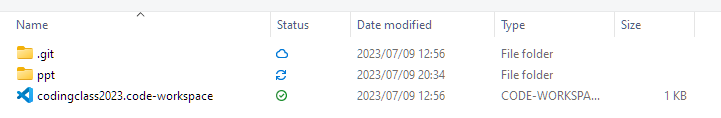 Name Status Date modified Type Size
.git 2023/07/09 12:56 File folder
ppt 2023/07/09 20:34 File folder
codingclass2023.code-workspace 2023/07/09 12:56 CODE-WORKSPA... 1 KB